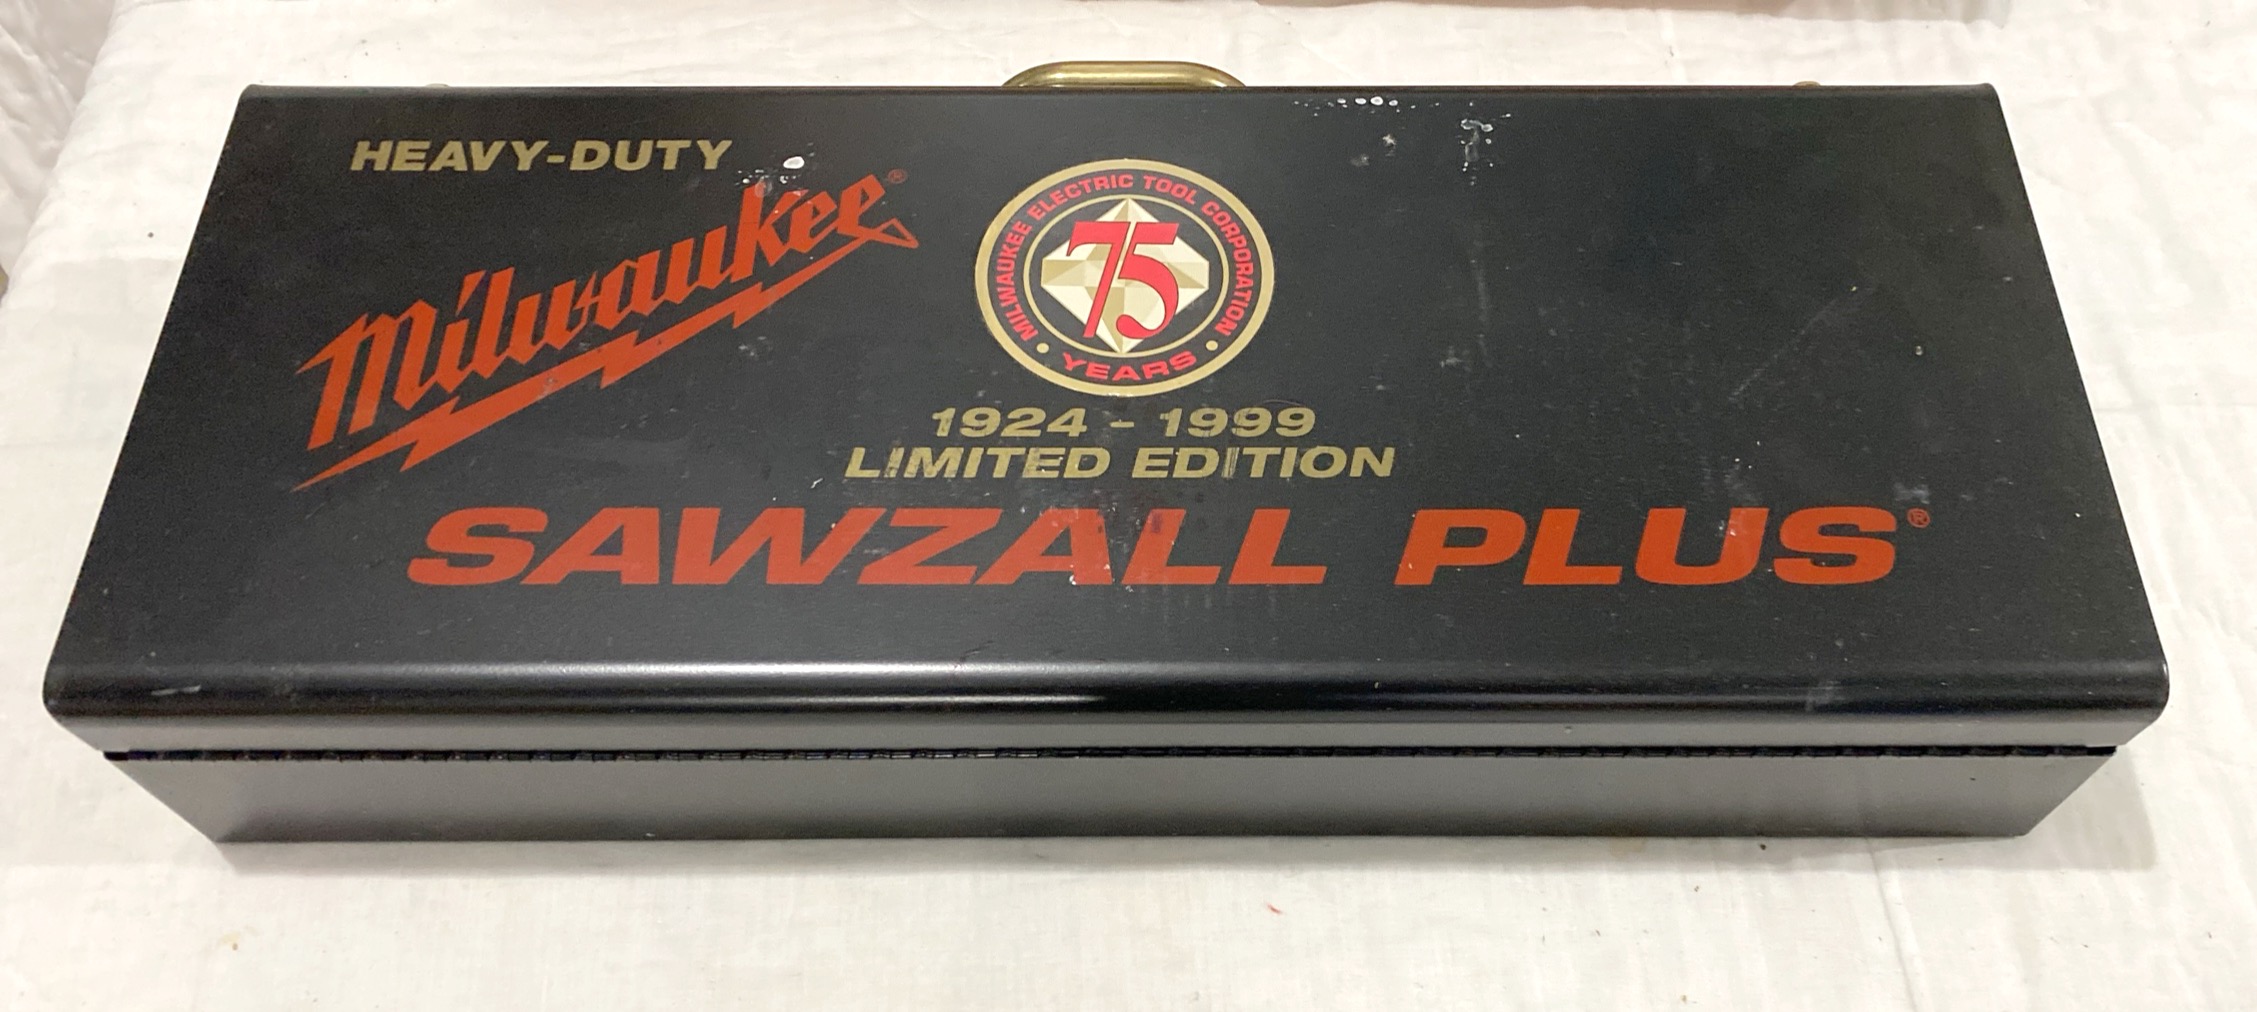 HEAVY-DUTY
Milwaukee®
MILWAUKEE ELECTRIC TOOL CORPORATION
75
• YEARS •
1924 - 1999
LIMITED EDITION
SAWZALL PLUS®